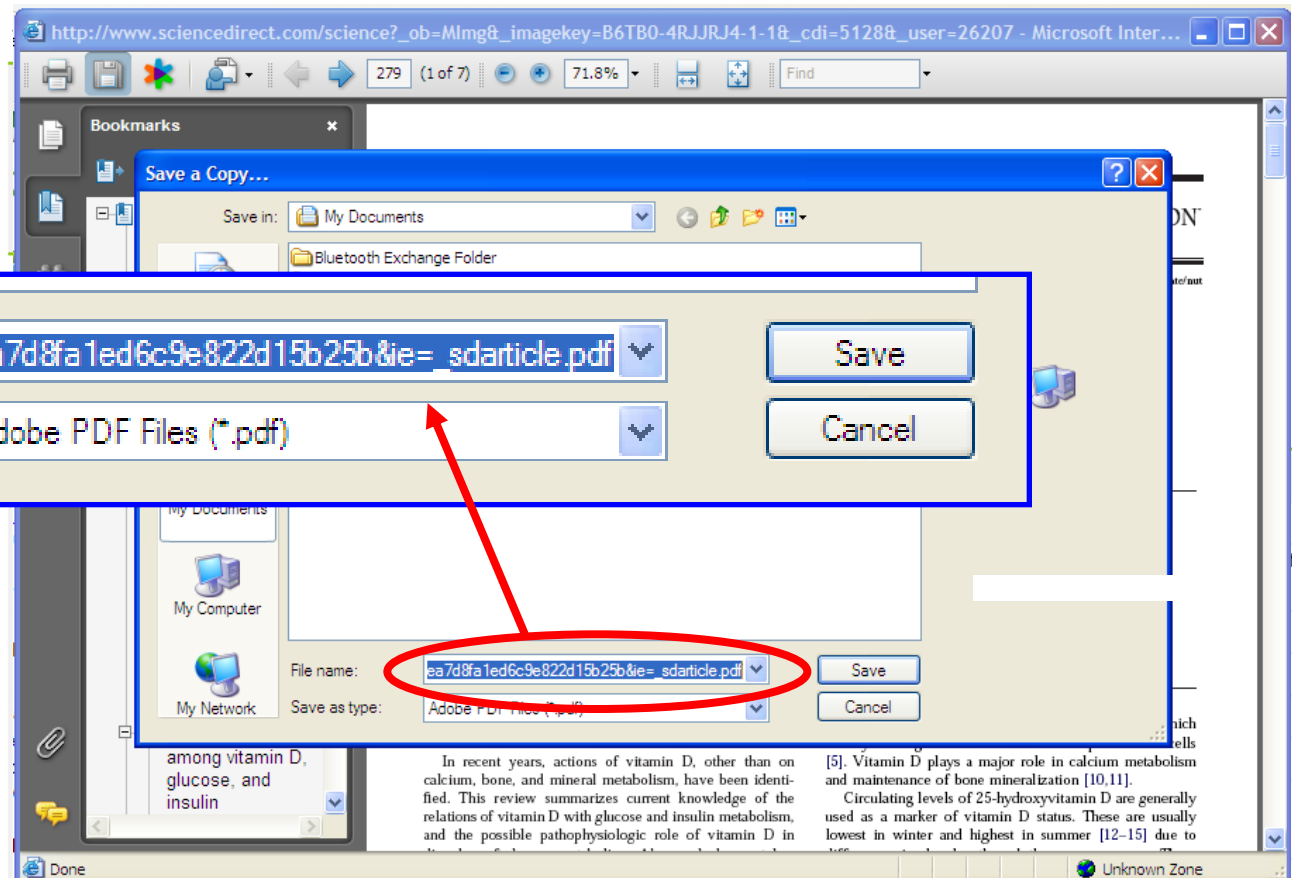 http://www.sciencedirect.com/science?_ob=MImg&_imagekey=B6TB0-4RJJRJ4-1-1&_cdi=5128&_user=26207 - Microsoft Inter...
279 (1 of 7) 71.8% Find
Bookmarks
Save a Copy...
Save in: My Documents
Bluetooth Exchange Folder
ON
ate/nut
a7d8fa1ed6c9e822d15b25b&ie=_sdarticle.pdf Save
dobe PDF Files (*.pdf) Cancel
My Documents
My Computer
My Network
File name: ea7d8fa1ed6c9e822d15b25b&ie=_sdarticle.pdf Save
Save as type: Adobe PDF Files (*.pdf) Cancel
among vitamin D,
glucose, and
insulin
In recent years, actions of vitamin D, other than on
calcium, bone, and mineral metabolism, have been identi-
fied. This review summarizes current knowledge of the
relations of vitamin D with glucose and insulin metabolism,
and the possible pathophysiologic role of vitamin D in
hich
cells
[5]. Vitamin D plays a major role in calcium metabolism
and maintenance of bone mineralization [10,11].
Circulating levels of 25-hydroxyvitamin D are generally
used as a marker of vitamin D status. These are usually
lowest in winter and highest in summer [12–15] due to
Done Unknown Zone